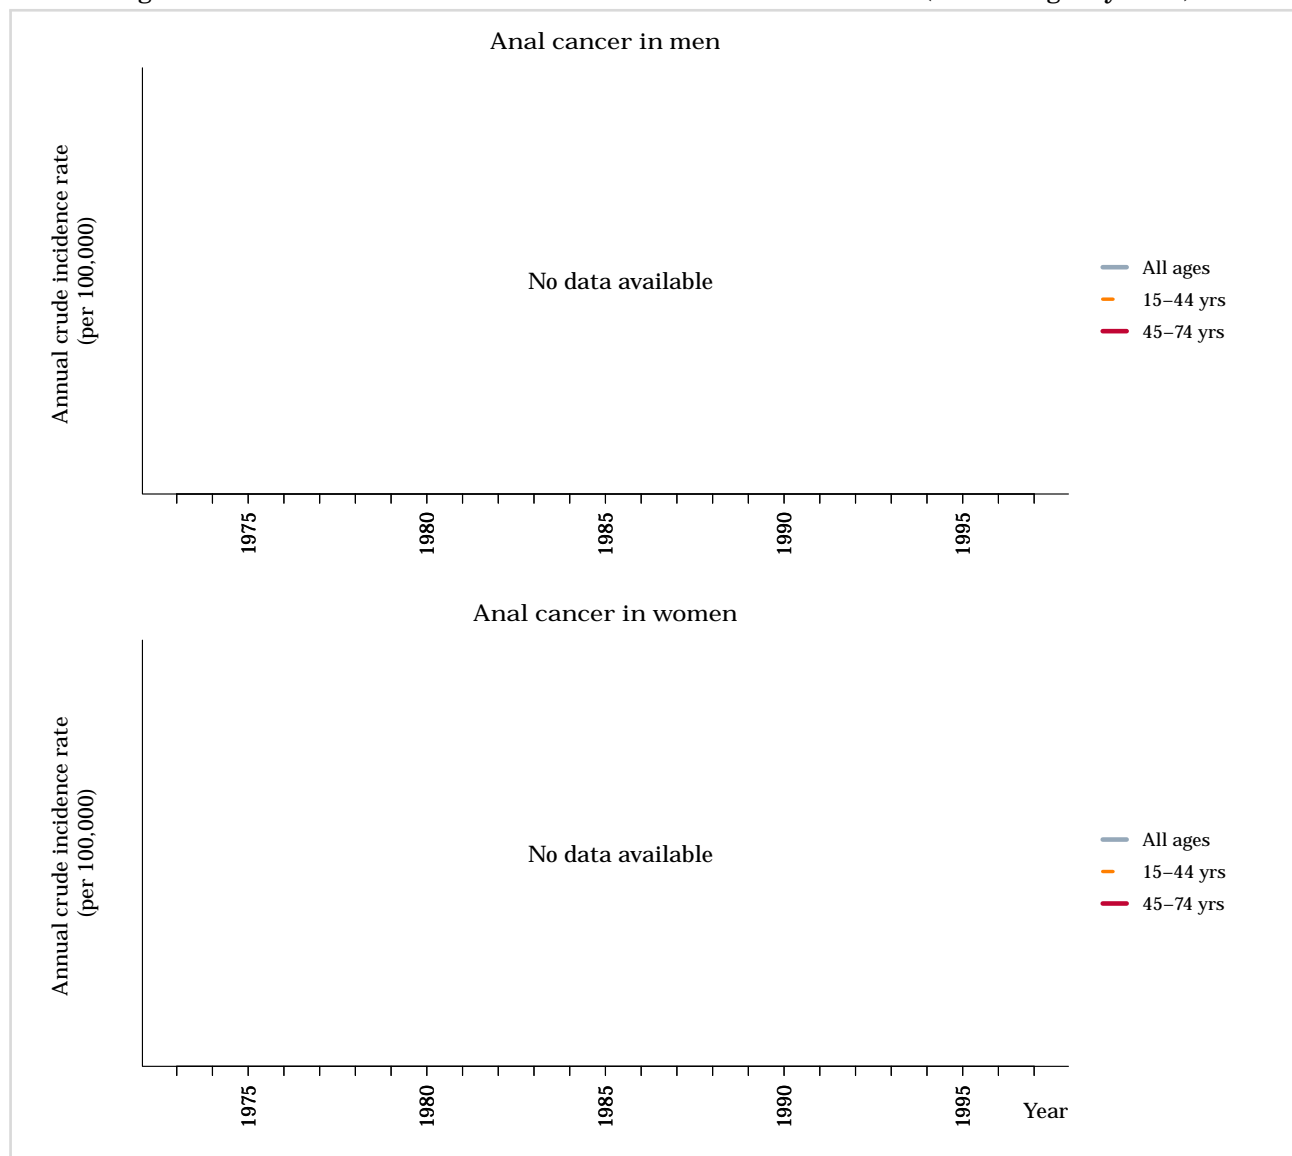 Anal cancer in men
Annual crude incidence rate
(per 100,000)
No data available
All ages
15–44 yrs
45–74 yrs
1975
1980
1985
1990
1995
Anal cancer in women
Annual crude incidence rate
(per 100,000)
No data available
All ages
15–44 yrs
45–74 yrs
1975
1980
1985
1990
1995
Year